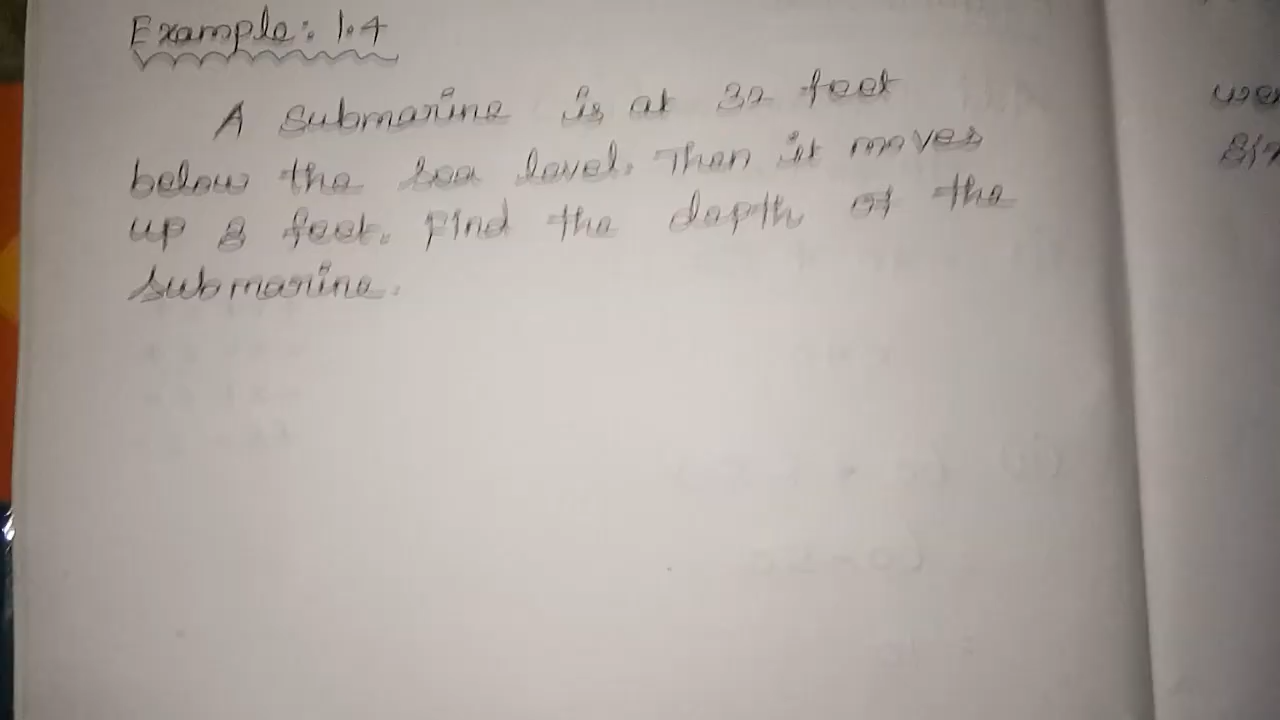 Example: 1.4
A submarine is at 32 feet
below the sea level. Then it moves
up 8 feet. Find the depth of the
submarine.